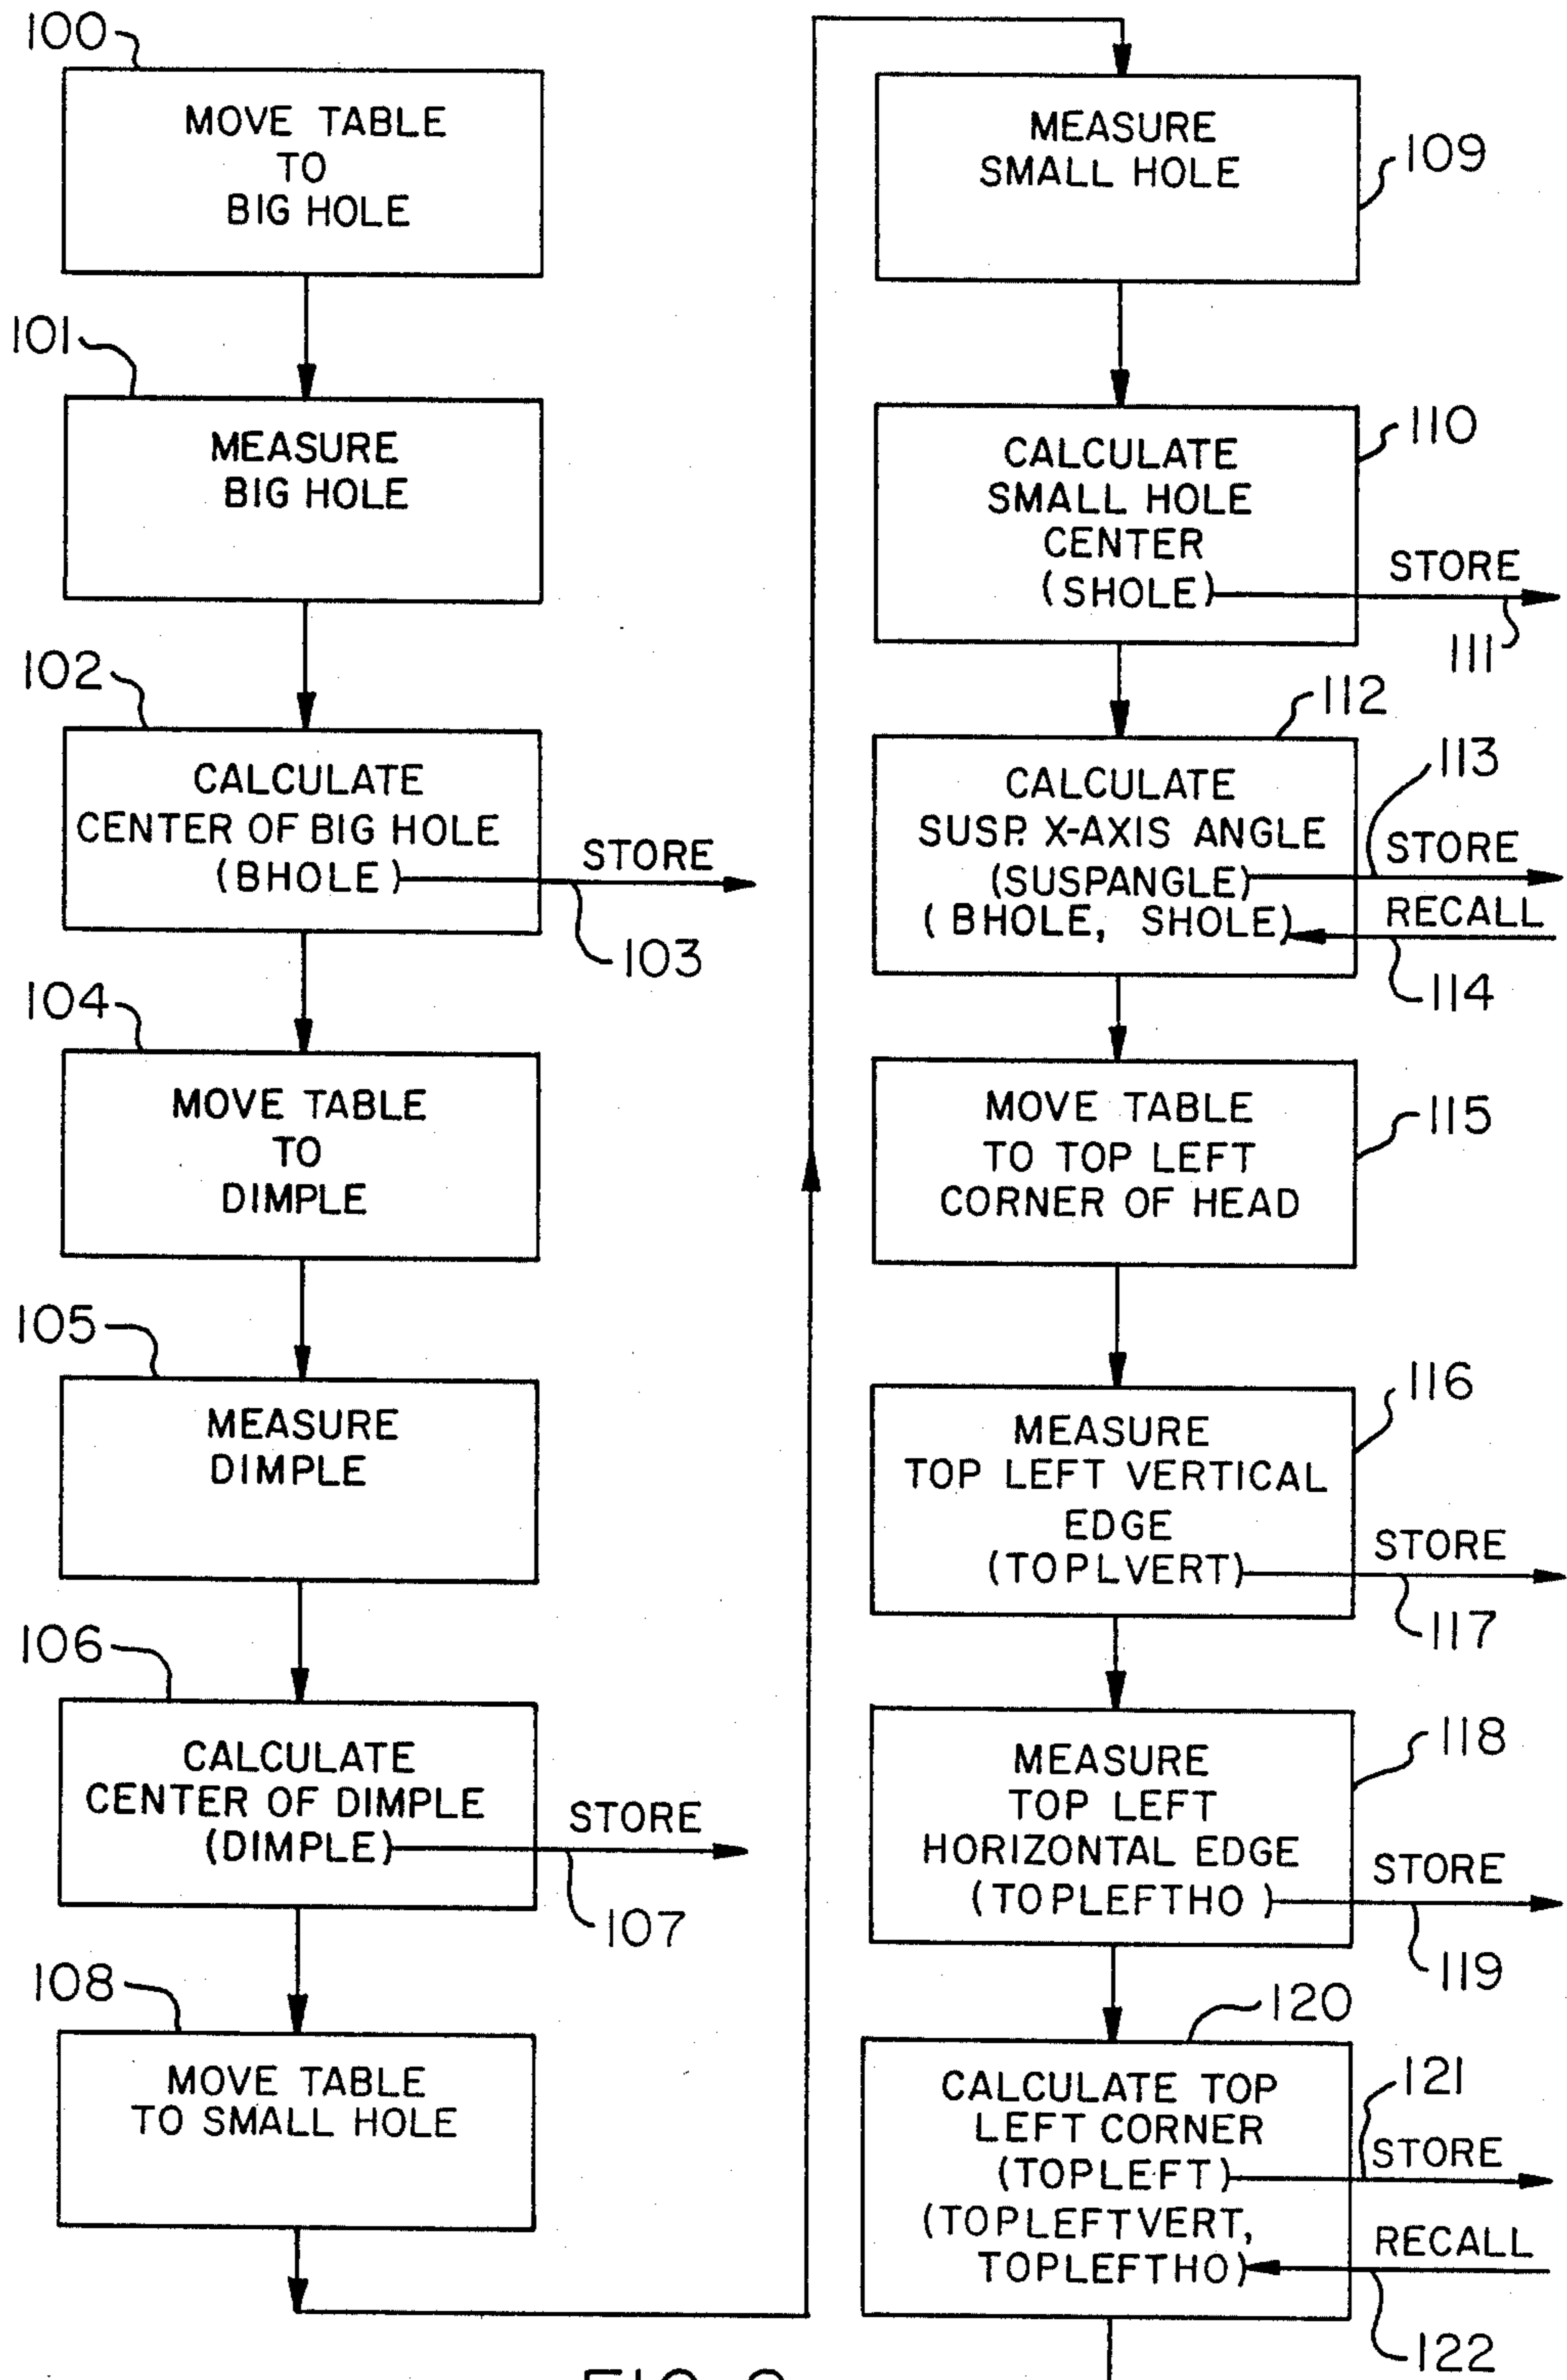 100
MOVE TABLE
TO
BIG HOLE
101
MEASURE
BIG HOLE
102
CALCULATE
CENTER OF BIG HOLE
(BHOLE)
STORE
103
104
MOVE TABLE
TO
DIMPLE
105
MEASURE
DIMPLE
106
CALCULATE
CENTER OF DIMPLE
(DIMPLE)
STORE
107
108
MOVE TABLE
TO SMALL HOLE
MEASURE
SMALL HOLE
109
CALCULATE
SMALL HOLE
CENTER
(SHOLE)
110
STORE
111
112
CALCULATE
SUSP. X-AXIS ANGLE
(SUSPANGLE)
(BHOLE, SHOLE)
113
STORE
RECALL
114
MOVE TABLE
TO TOP LEFT
CORNER OF HEAD
115
116
MEASURE
TOP LEFT VERTICAL
EDGE
(TOPLVERT)
STORE
117
118
MEASURE
TOP LEFT
HORIZONTAL EDGE
(TOPLEFTHO)
STORE
119
120
CALCULATE TOP
LEFT CORNER
(TOPLEFT)
(TOPLEFTVERT,
TOPLEFTHO)
121
STORE
RECALL
122